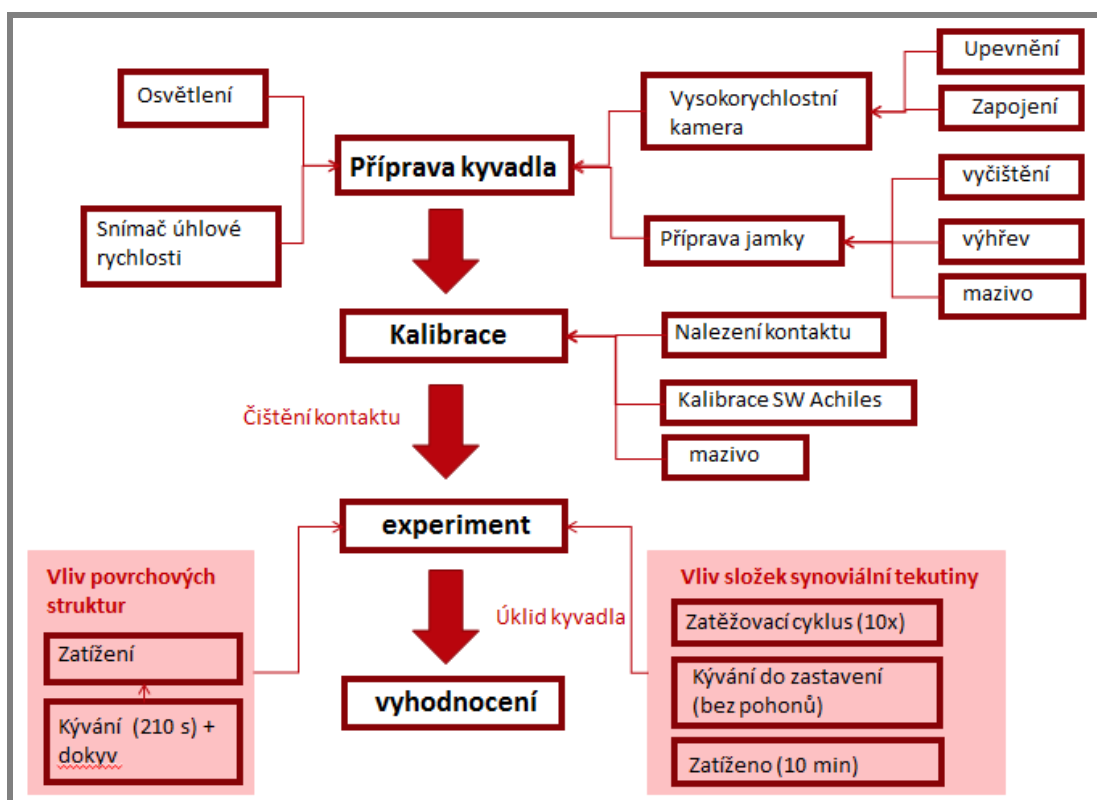 Upevnění
Osvětlení
Vysokorychlostní
kamera
Zapojení
Příprava kyvadla
vyčištění
Snímač úhlové
rychlosti
Příprava jamky
výhřev
mazivo
Kalibrace
Nalezení kontaktu
Kalibrace SW Achiles
Čištění kontaktu
mazivo
experiment
Vliv povrchových
struktur
Zatížení
Kývání (210 s) +
dokyv
Úklid kyvadla
Vliv složek synoviální tekutiny
Zatěžovací cyklus (10x)
Kývání do zastavení
(bez pohonů)
Zatíženo (10 min)
vyhodnocení